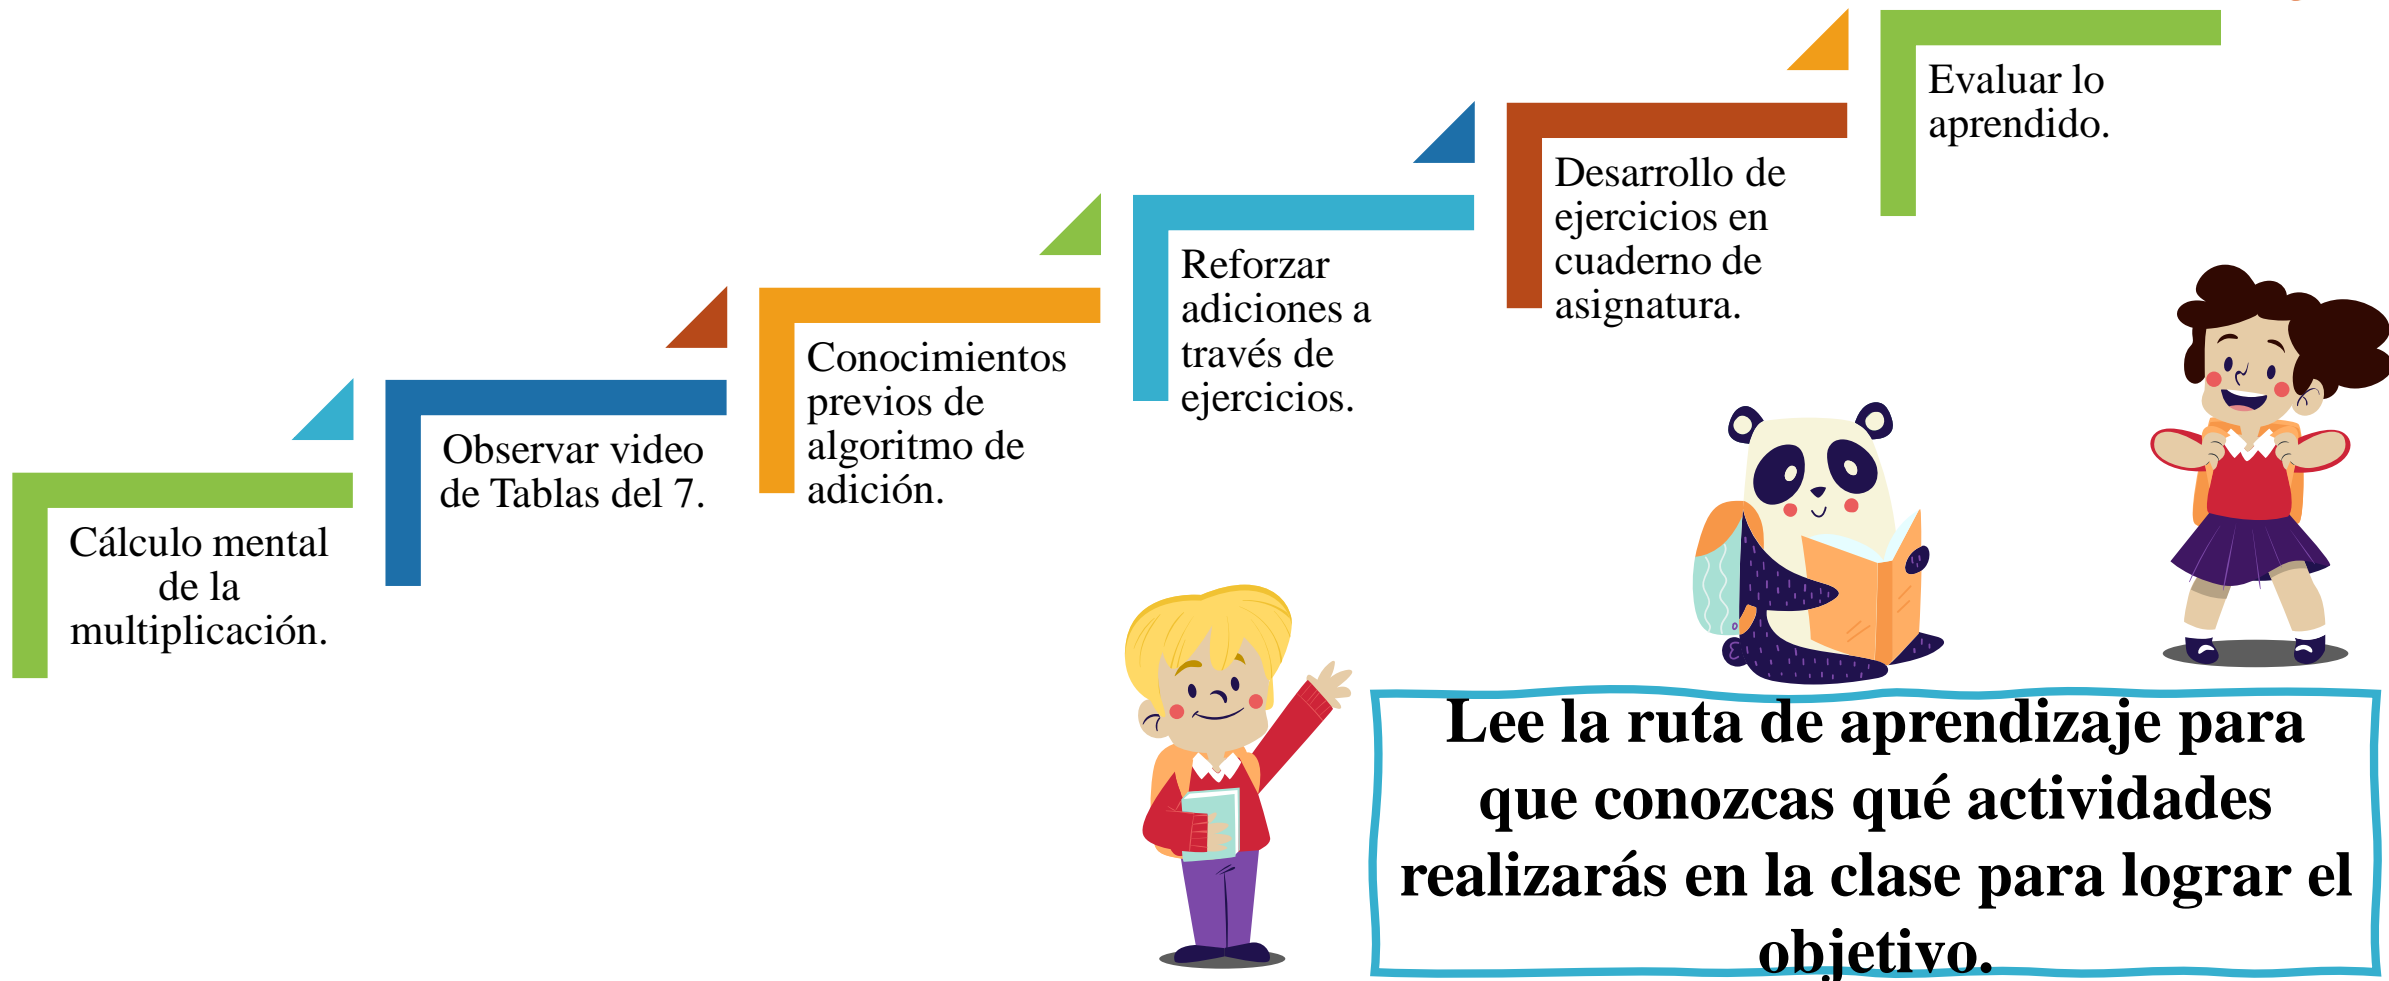 Cálculo mental
de la
multiplicación.
Observar video
de Tablas del 7.
Conocimientos
previos de
algoritmo de
adición.
Reforzar
adiciones a
través de
ejercicios.
Desarrollo de
ejercicios en
cuaderno de
asignatura.
Evaluar lo
aprendido.
Lee la ruta de aprendizaje para
que conozcas qué actividades
realizarás en la clase para lograr el
objetivo.